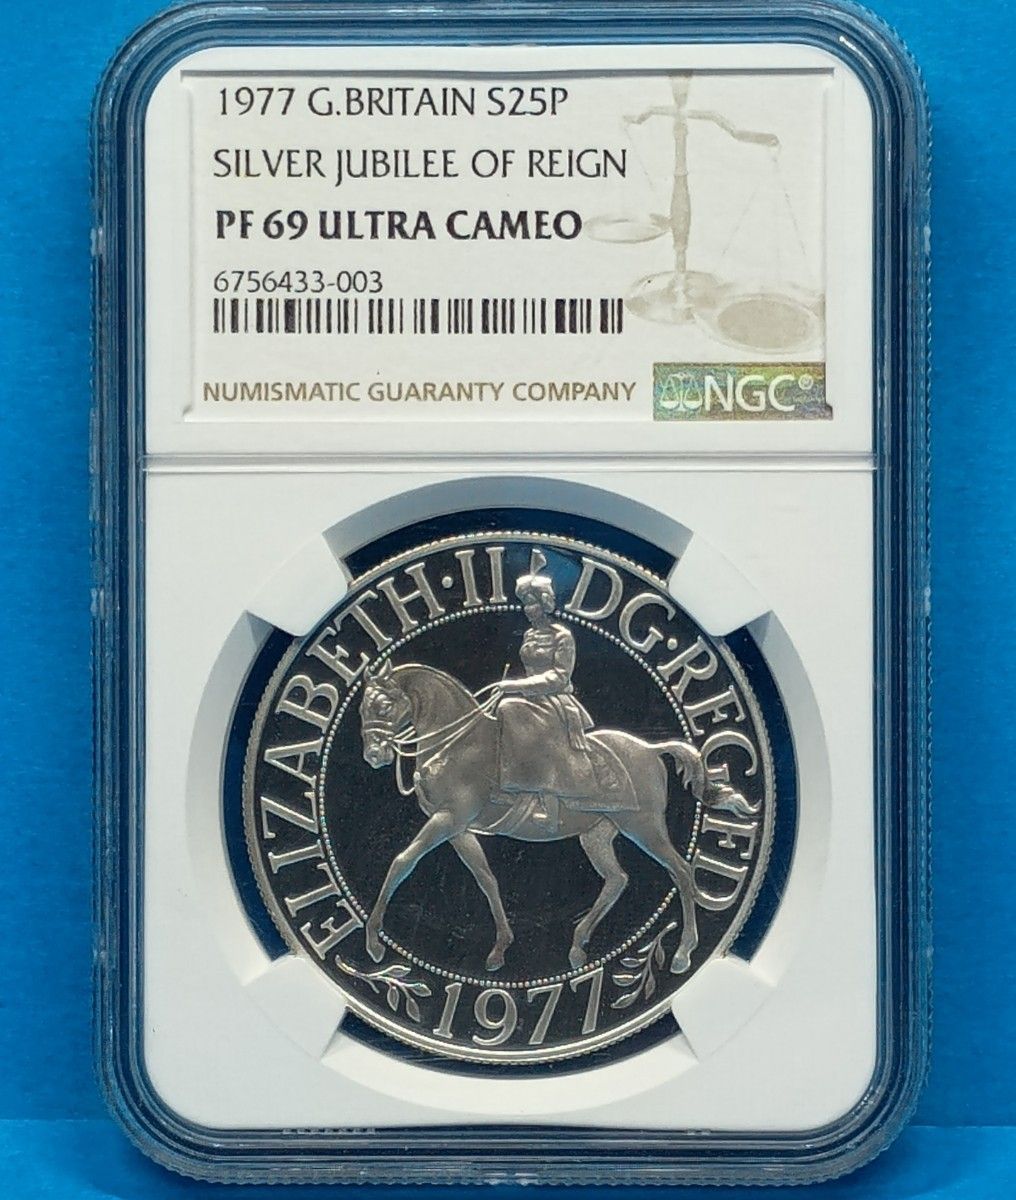 1977 G.BRITAIN S25P
SILVER JUBILEE OF REIGN
PF 69 ULTRA CAMEO
6756433-003
NUMISMATIC GUARANTY COMPANY
NGC®
ELIZABETH·II DG·REG FD
1977